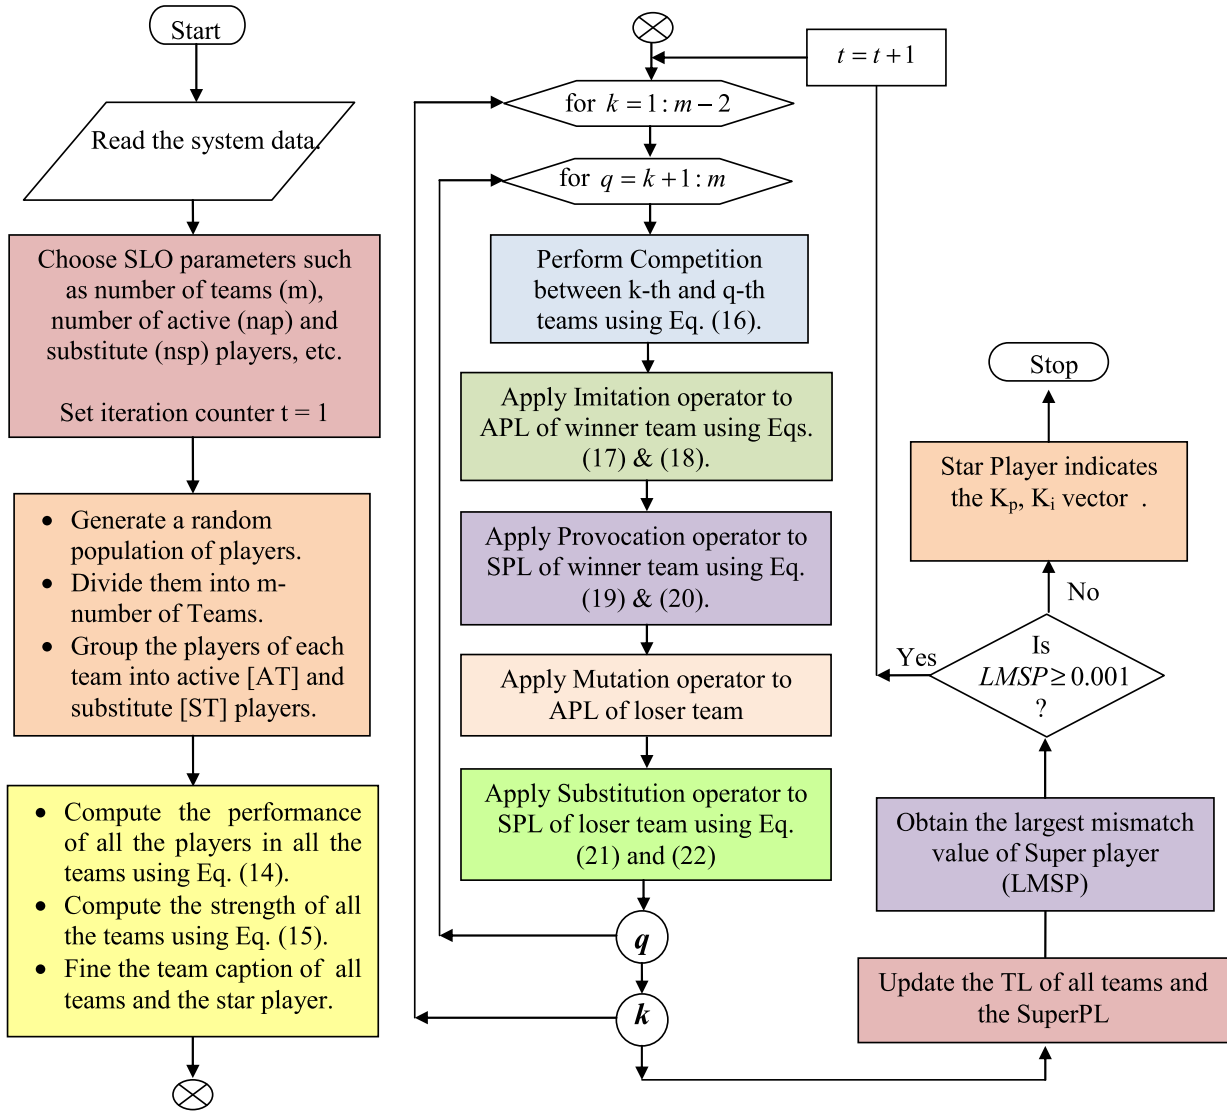 Start
Read the system data.
Choose SLO parameters such
as number of teams (m),
number of active (nap) and
substitute (nsp) players, etc.
Set iteration counter t = 1
• Generate a random
population of players.
• Divide them into m-
number of Teams.
• Group the players of each
team into active [AT] and
substitute [ST] players.
• Compute the performance
of all the players in all the
teams using Eq. (14).
• Compute the strength of all
the teams using Eq. (15).
• Fine the team caption of all
teams and the star player.
t = t + 1
for k = 1 : m − 2
for q = k + 1 : m
Perform Competition
between k-th and q-th
teams using Eq. (16).
Apply Imitation operator to
APL of winner team using Eqs.
(17) & (18).
Apply Provocation operator to
SPL of winner team using Eq.
(19) & (20).
Apply Mutation operator to
APL of loser team
Apply Substitution operator to
SPL of loser team using Eq.
(21) and (22)
q
k
Stop
Star Player indicates
the Kp, Ki vector .
No
Yes
Is
LMSP ≥ 0.001
?
Obtain the largest mismatch
value of Super player
(LMSP)
Update the TL of all teams and
the SuperPL